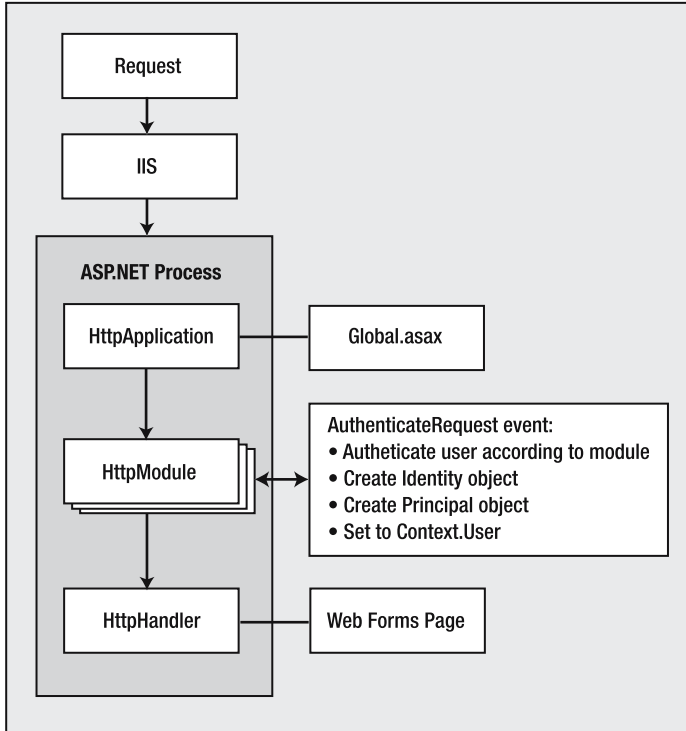 Request
IIS
ASP.NET Process
HttpApplication
Global.asax
HttpModule
AuthenticateRequest event:
• Autheticate user according to module
• Create Identity object
• Create Principal object
• Set to Context.User
HttpHandler
Web Forms Page